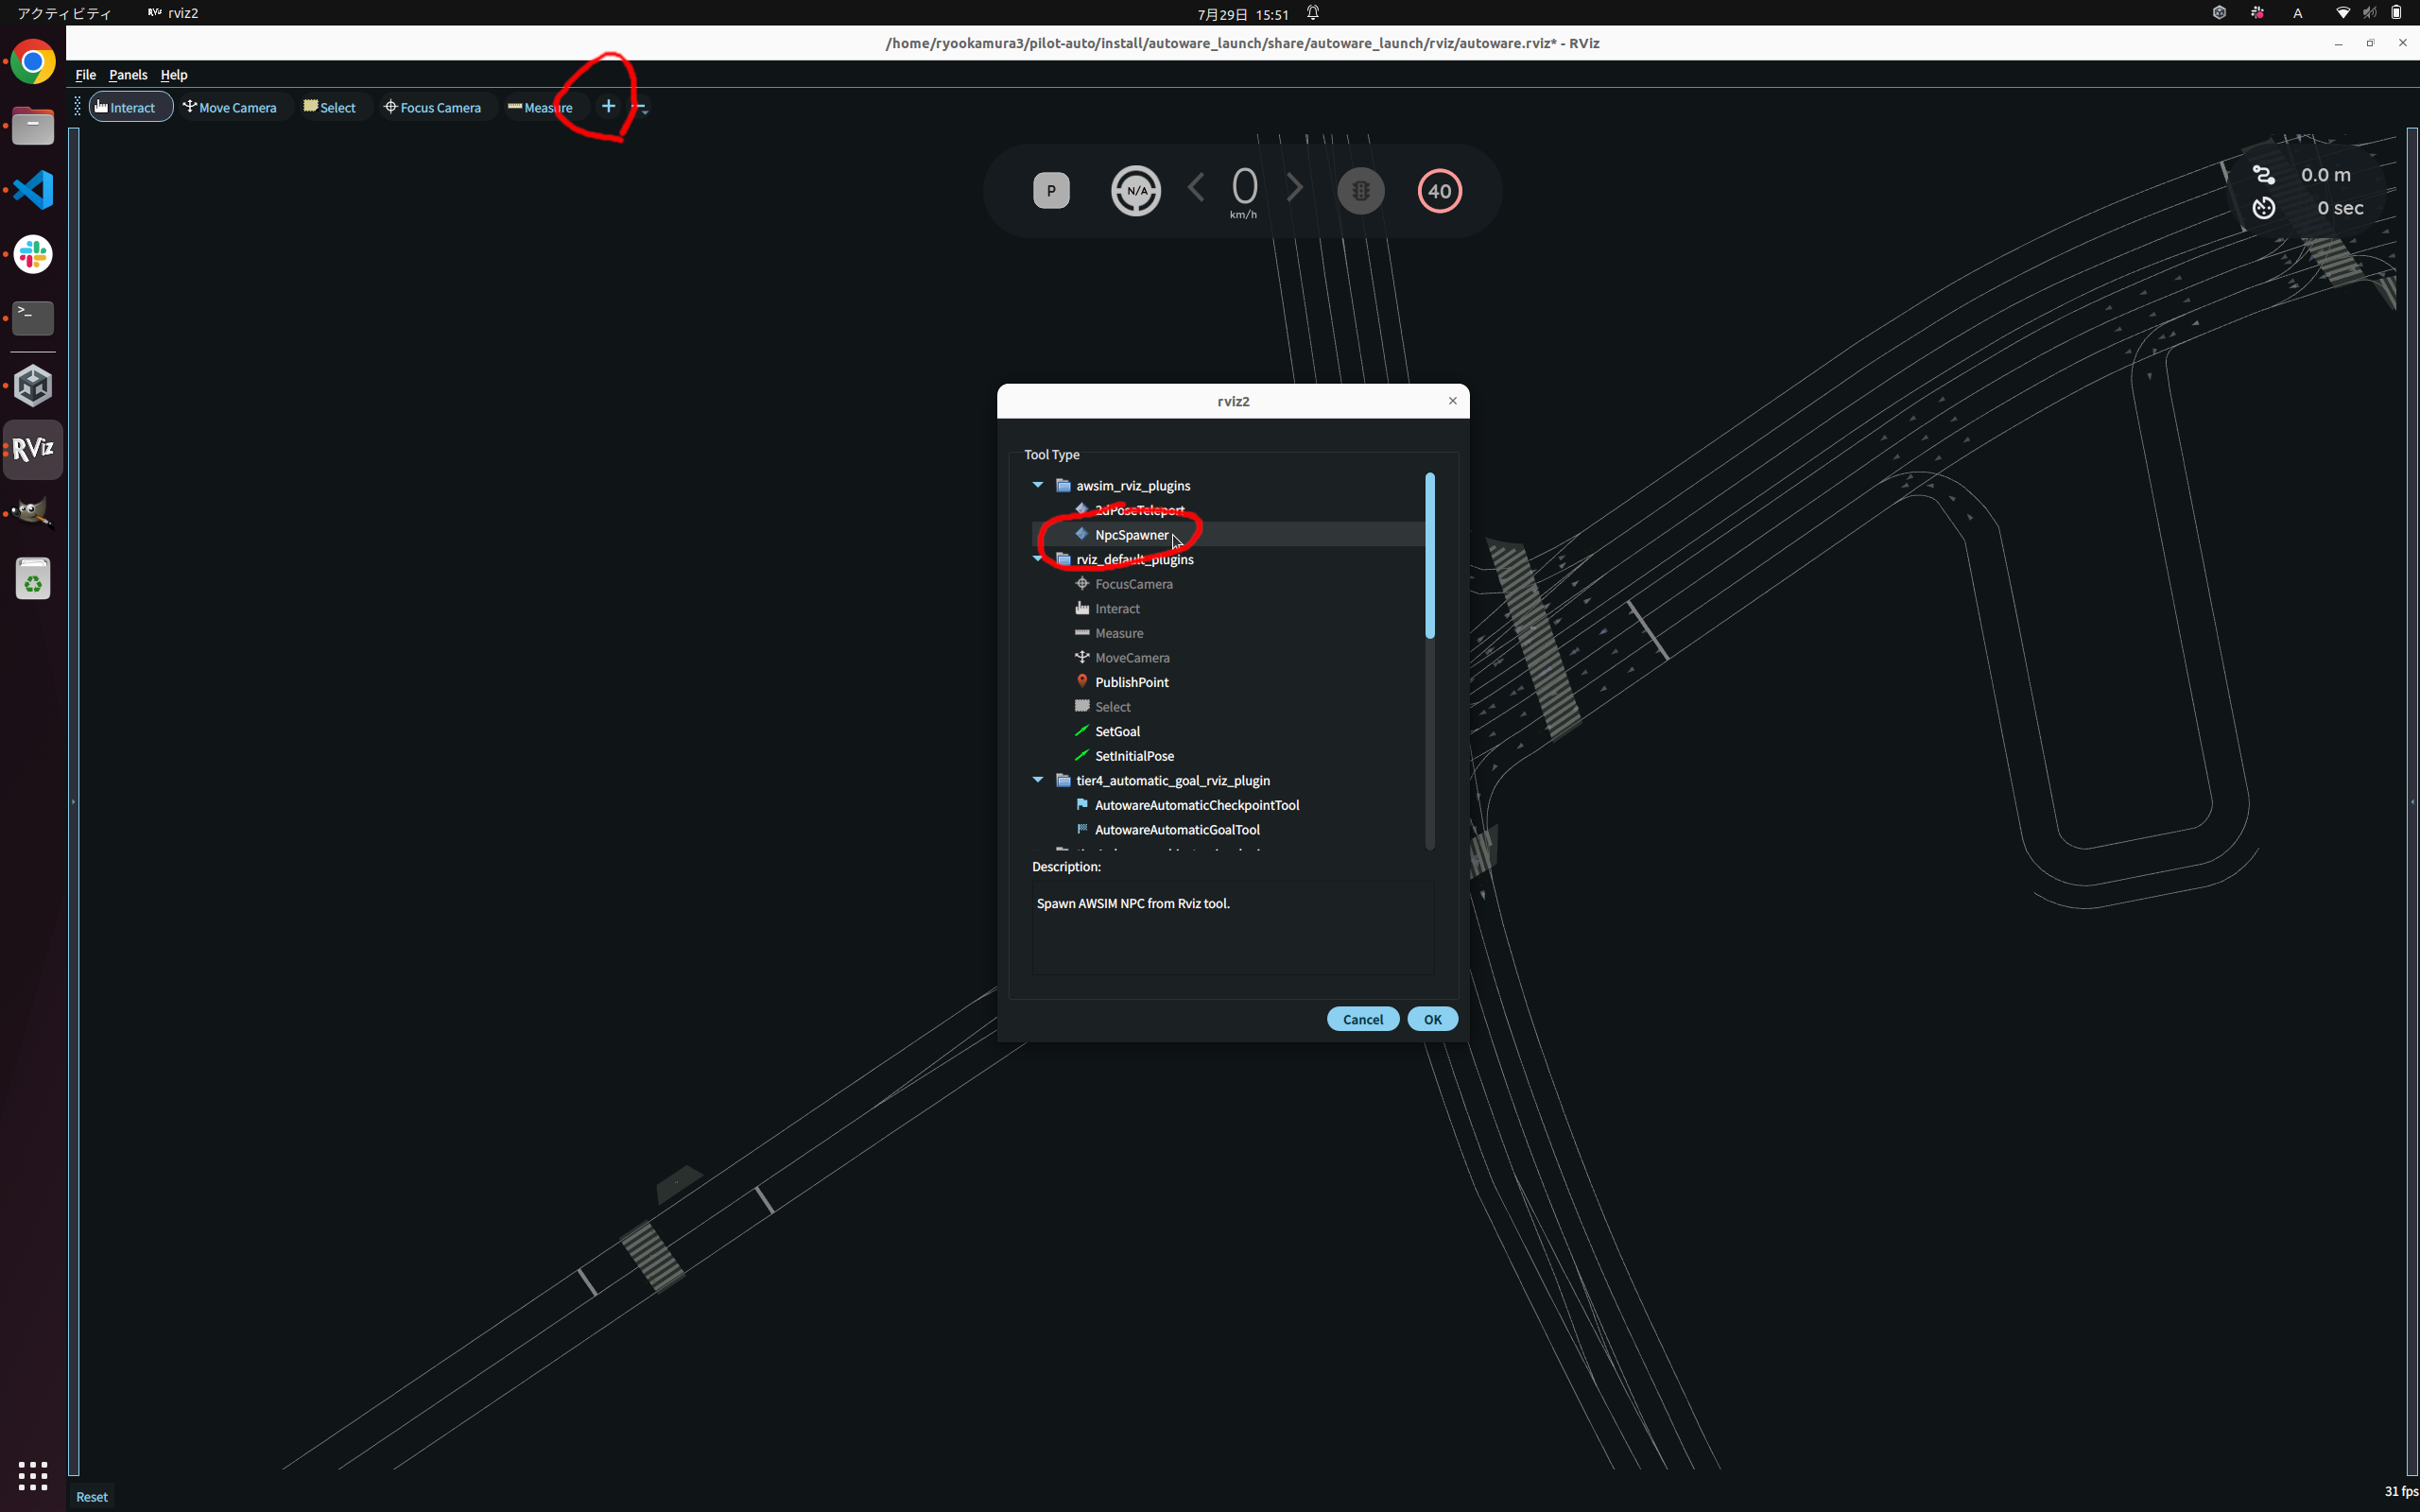 アクティビティ
RViz rviz2
7月29日 15:51
A
/home/ryookamura3/pilot-auto/install/autoware_launch/share/autoware_launch/rviz/autoware.rviz* - RViz
File Panels Help
Interact Move Camera Select Focus Camera Measure
P
N/A
0
km/h
40
0.0 m
0 sec
>_
RViz
rviz2
Tool Type
awsim_rviz_plugins
2dPoseTeleport
NpcSpawner
rviz_default_plugins
FocusCamera
Interact
Measure
MoveCamera
PublishPoint
Select
SetGoal
SetInitialPose
tier4_automatic_goal_rviz_plugin
AutowareAutomaticCheckpointTool
AutowareAutomaticGoalTool
Description:
Spawn AWSIM NPC from Rviz tool.
Cancel OK
Reset
31 fps